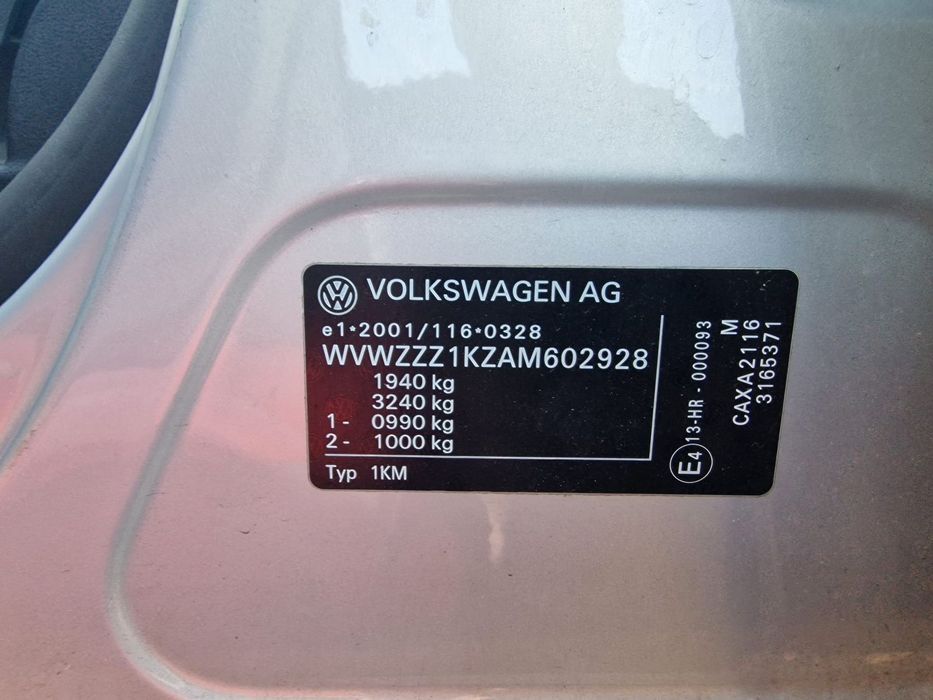 VOLKSWAGEN AG
e1*2001/116*0328
WVWZZZ1KZAM602928
1940 kg
3240 kg
1- 0990 kg
2- 1000 kg
Typ 1KM
E4 13-HR - 000093
M
CAXA2116
3165371